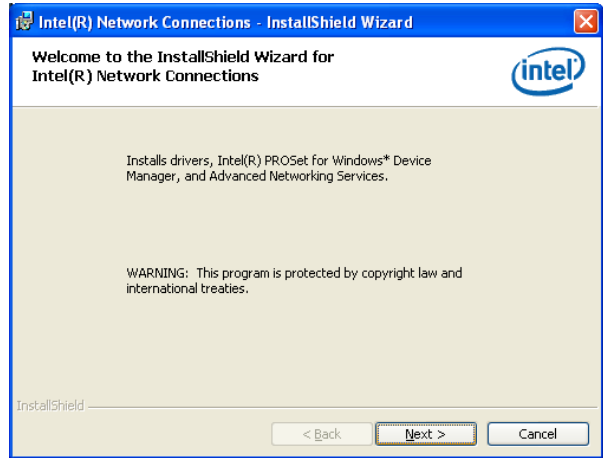 Intel(R) Network Connections - InstallShield Wizard
Welcome to the InstallShield Wizard for
Intel(R) Network Connections
intel
Installs drivers, Intel(R) PROSet for Windows* Device
Manager, and Advanced Networking Services.
WARNING: This program is protected by copyright law and
international treaties.
InstallShield
< Back
Next >
Cancel